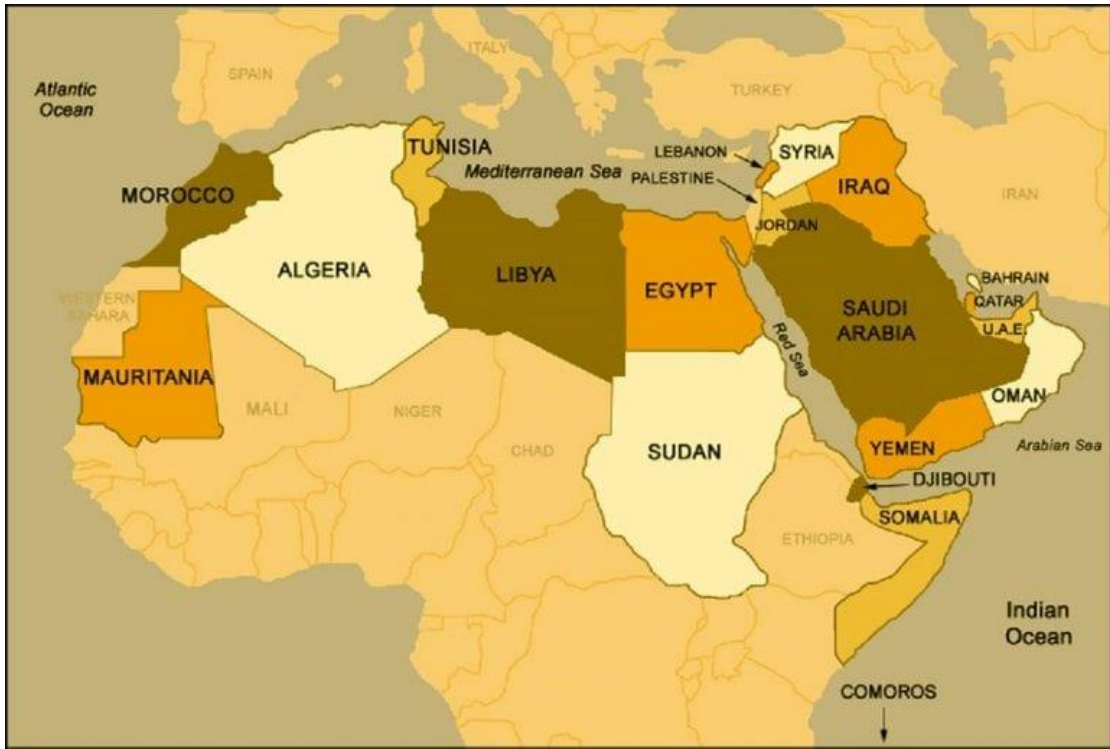 ITALY
SPAIN
Atlantic
Ocean
TURKEY
TUNISIA
LEBANON
SYRIA
Mediterranean Sea
PALESTINE
MOROCCO
IRAQ
IRAN
JORDAN
ALGERIA
LIBYA
EGYPT
BAHRAIN
QATAR
WESTERN
SAHARA
SAUDI
ARABIA
U.A.E
Red Sea
MAURITANIA
OMAN
MALI
NIGER
CHAD
SUDAN
YEMEN
Arabian Sea
DJIBOUTI
SOMALIA
ETHIOPIA
Indian
Ocean
COMOROS